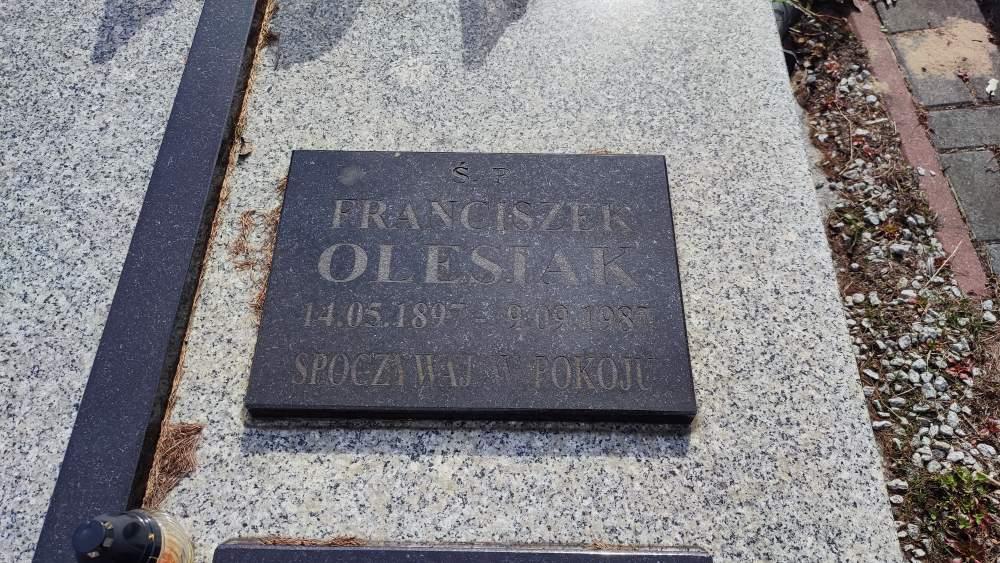 Ś P
FRANCISZEK
OLESIAK
14.05.1897 - 9.09.1987
SPOCZYWAJ W POKOJU